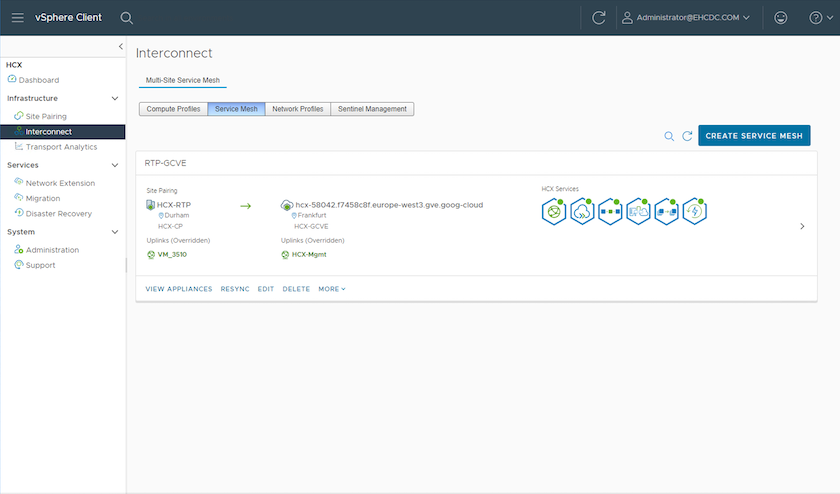 vSphere Client
Administrator@EHCDC.COM
HCX
Dashboard
Infrastructure
Site Pairing
Interconnect
Transport Analytics
Services
Network Extension
Migration
Disaster Recovery
System
Administration
Support
Interconnect
Multi-Site Service Mesh
Compute Profiles
Service Mesh
Network Profiles
Sentinel Management
CREATE SERVICE MESH
RTP-GCVE
Site Pairing
HCX-RTP
Durham
HCX-CP
Uplinks (Overridden)
VM_3510
hcx-58042.f7458c8f.europe-west3.gve.goog-cloud
Frankfurt
HCX-GCVE
Uplinks (Overridden)
HCX-Mgmt
HCX Services
VIEW APPLIANCES
RESYNC
EDIT
DELETE
MORE